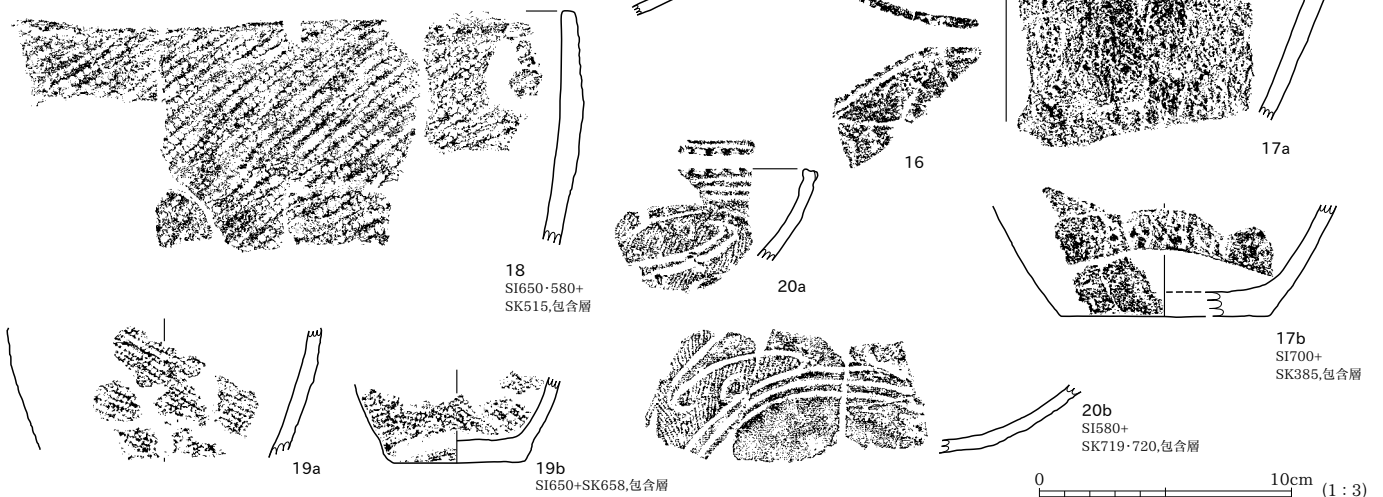 16
17a
18
SI650·580+
SK515,包含層
20a
17b
SI700+
SK385,包含層
19a
19b
SI650+SK658,包含層
20b
SI580+
SK719·720,包含層
0 10cm (1:3)